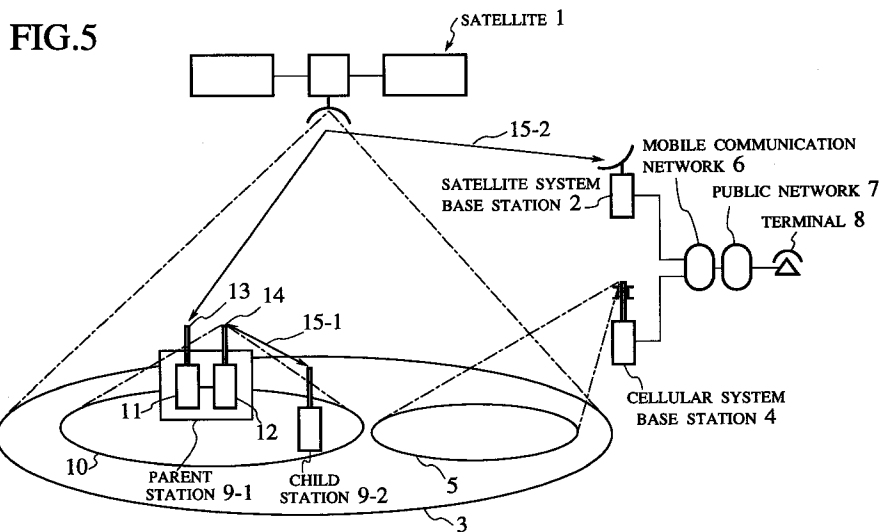 FIG.5
SATELLITE 1
15-2
MOBILE COMMUNICATION
NETWORK 6
SATELLITE SYSTEM
BASE STATION 2
PUBLIC NETWORK 7
TERMINAL 8
13
14
15-1
11
12
CELLULAR SYSTEM
BASE STATION 4
10
PARENT
STATION 9-1
CHILD
STATION 9-2
5
3